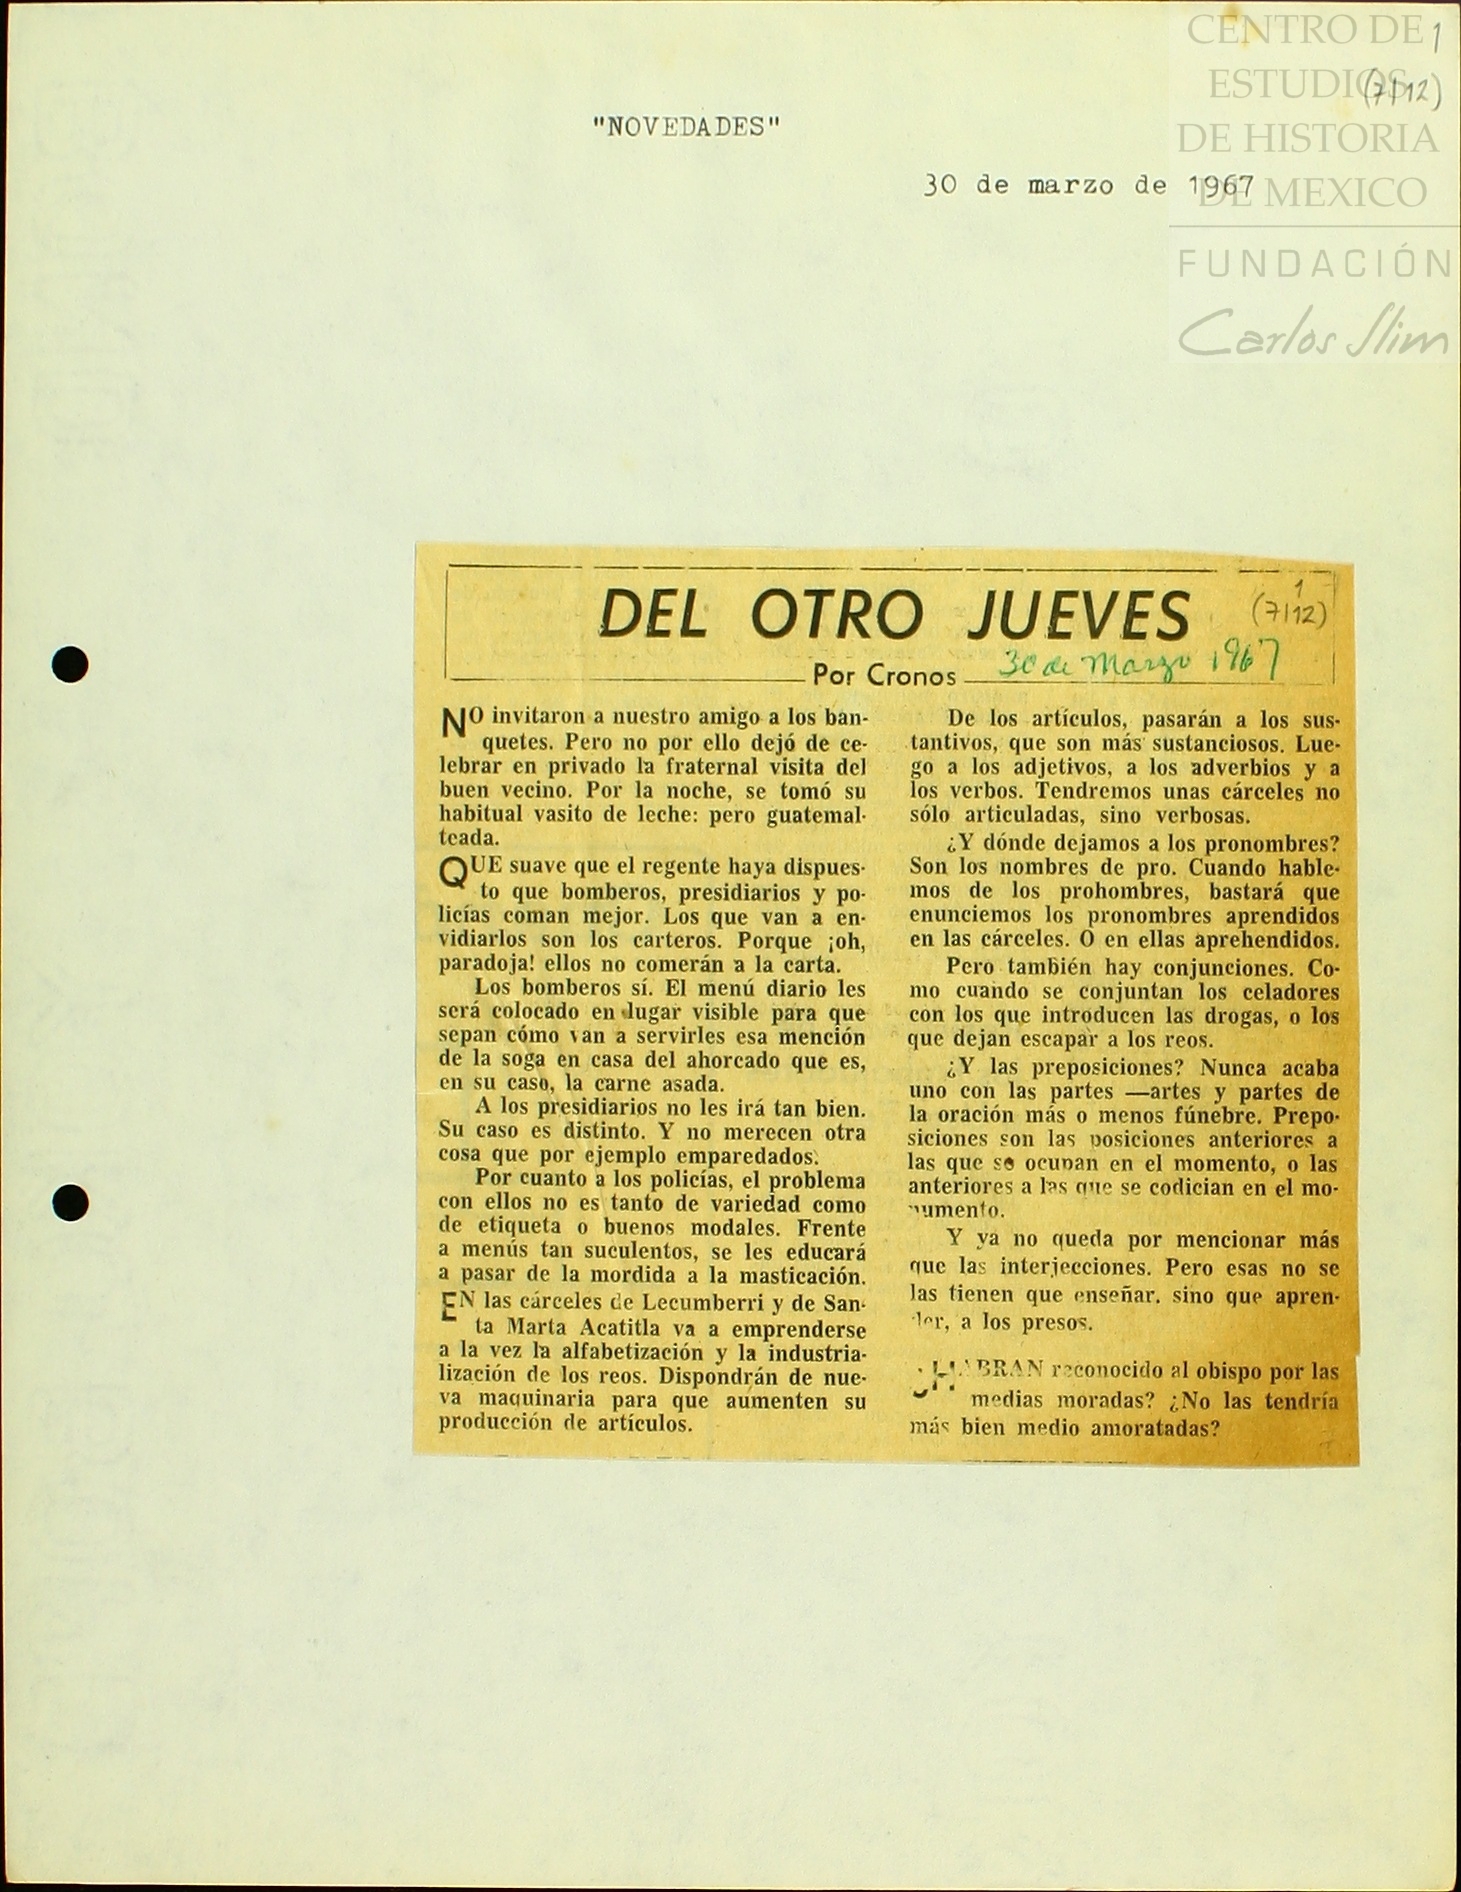 CENTRO DE
ESTUDIOS
DE HISTORIA
DE MEXICO
FUNDACIÓN
Carlos Slim
1
(7/12)
"NOVEDADES"
30 de marzo de 1967
DEL OTRO JUEVES
1
(7/12)
Por Cronos
30 de Marzo 1967
NO invitaron a nuestro amigo a los ban-
quetes. Pero no por ello dejó de ce-
lebrar en privado la fraternal visita del
buen vecino. Por la noche, se tomó su
habitual vasito de leche: pero guatemal-
teada.
QUE suave que el regente haya dispues-
to que bomberos, presidiarios y po-
licías coman mejor. Los que van a en-
vidiarlos son los carteros. Porque ¡oh,
paradoja! ellos no comerán a la carta.
Los bomberos sí. El menú diario les
será colocado en lugar visible para que
sepan cómo van a servirles esa mención
de la soga en casa del ahorcado que es,
en su caso, la carne asada.
A los presidiarios no les irá tan bien.
Su caso es distinto. Y no merecen otra
cosa que por ejemplo emparedados.
Por cuanto a los policías, el problema
con ellos no es tanto de variedad como
de etiqueta o buenos modales. Frente
a menús tan suculentos, se les educará
a pasar de la mordida a la masticación.
EN las cárceles de Lecumberri y de San-
ta Marta Acatitla va a emprenderse
a la vez la alfabetización y la industria-
lización de los reos. Dispondrán de nue-
va maquinaria para que aumenten su
producción de artículos.
De los artículos, pasarán a los sus-
tantivos, que son más sustanciosos. Lue-
go a los adjetivos, a los adverbios y a
los verbos. Tendremos unas cárceles no
sólo articuladas, sino verbosas.
¿Y dónde dejamos a los pronombres?
Son los nombres de pro. Cuando hable-
mos de los prohombres, bastará que
enunciemos los pronombres aprendidos
en las cárceles. O en ellas aprehendidos.
Pero también hay conjunciones. Co-
mo cuando se conjuntan los celadores
con los que introducen las drogas, o los
que dejan escapar a los reos.
¿Y las preposiciones? Nunca acaba
uno con las partes —artes y partes de
la oración más o menos fúnebre. Prepo-
siciones son las posiciones anteriores a
las que se ocupan en el momento, o las
anteriores a las que se codician en el mo-
numento.
Y ya no queda por mencionar más
que las interjecciones. Pero esas no se
las tienen que enseñar, sino que apren-
der, a los presos.
¿HABRAN reconocido al obispo por las
medias moradas? ¿No las tendría
más bien medio amoratadas?